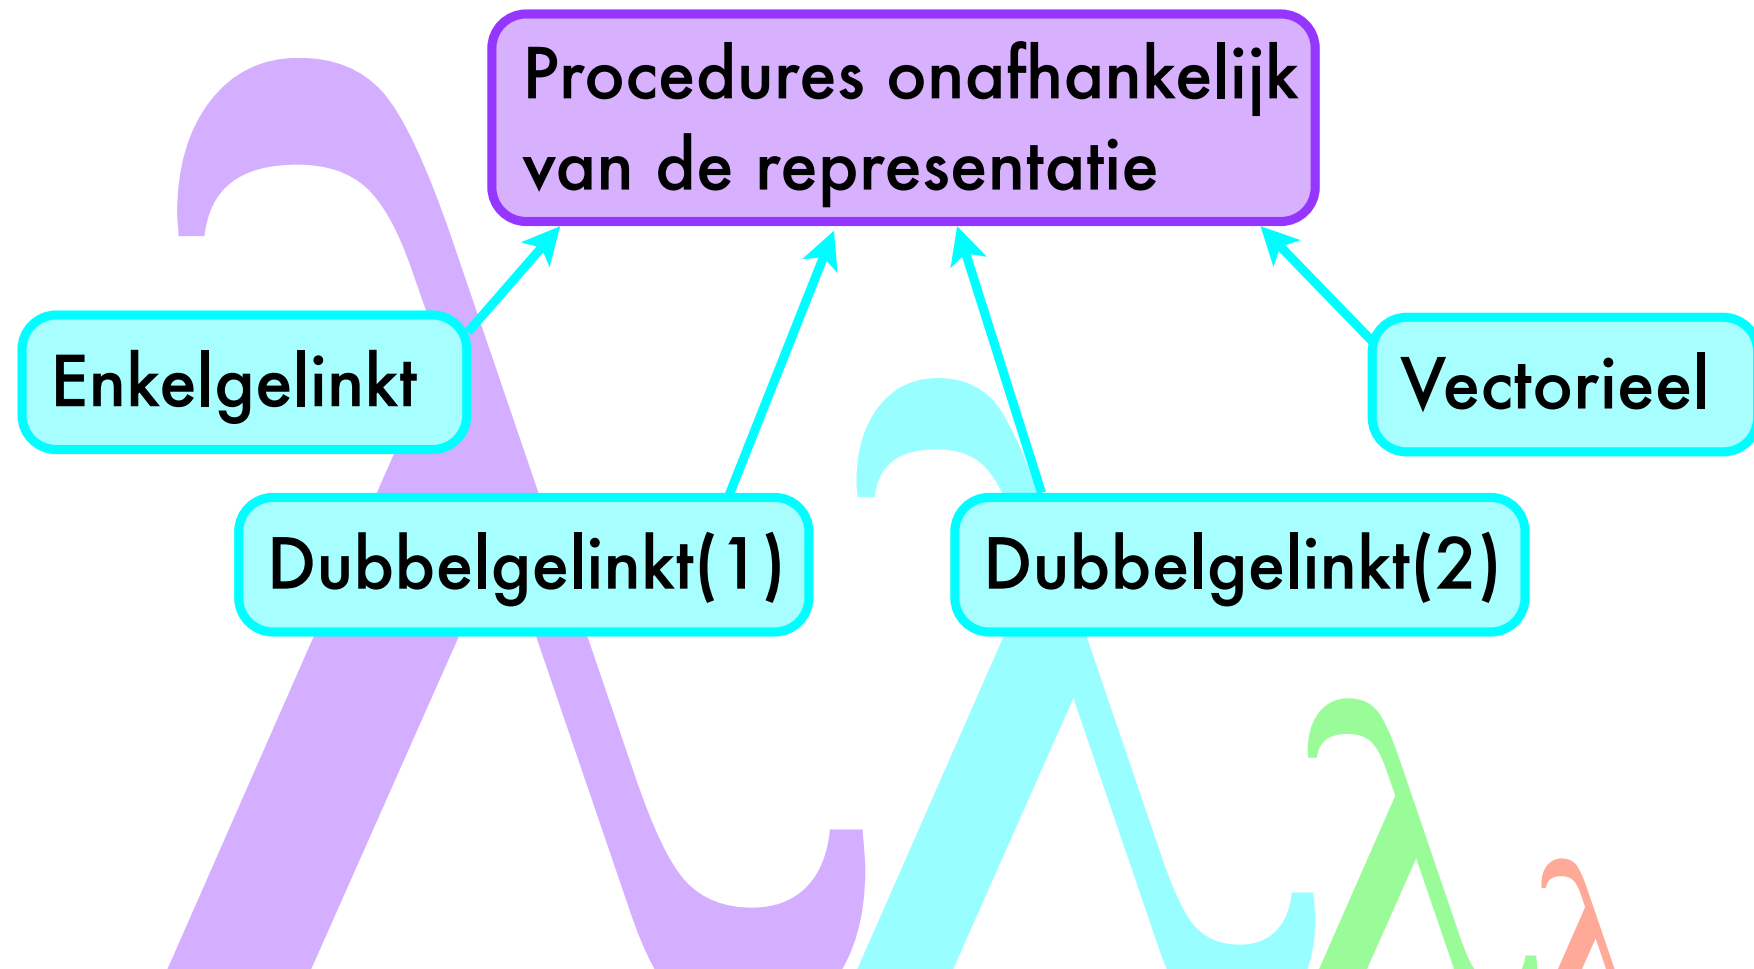 Procedures onafhankelijk
van de representatie
Enkelgelinkt
Vectorieel
Dubbelgelinkt(1)
Dubbelgelinkt(2)
λ
λ
λ
λ